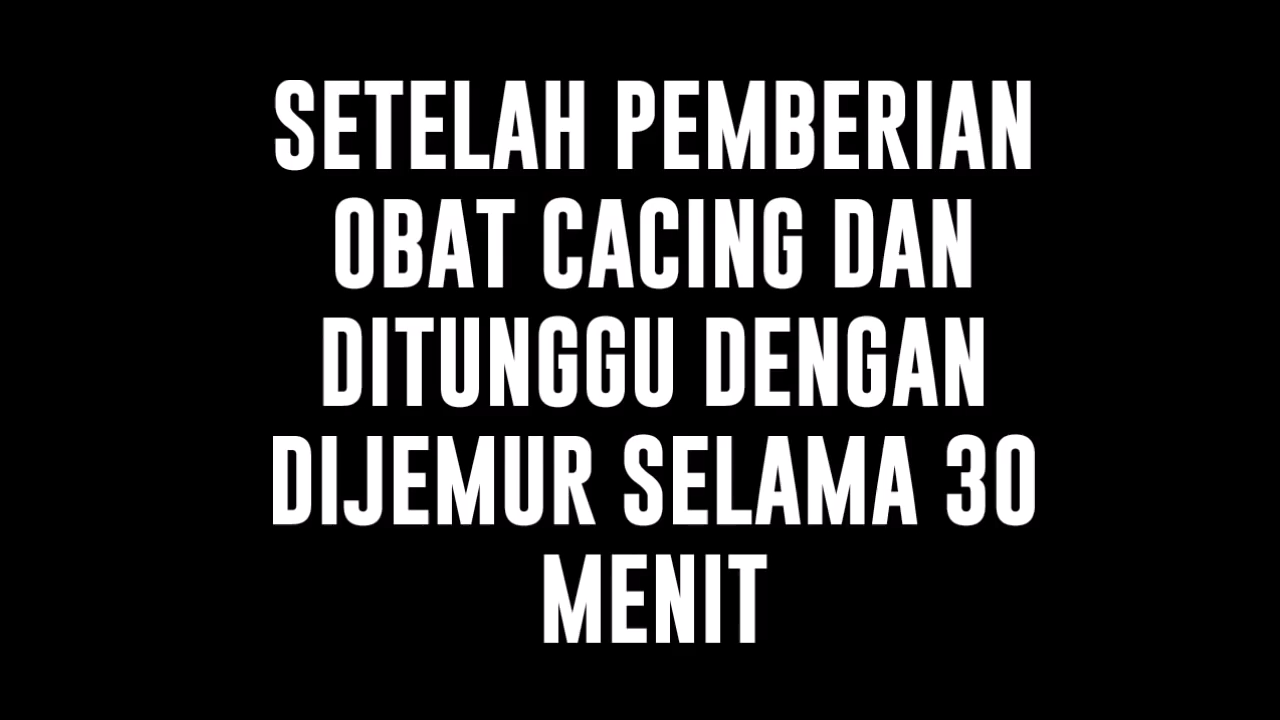 SETELAH PEMBERIAN
OBAT CACING DAN
DITUNGGU DENGAN
DIJEMUR SELAMA 30
MENIT